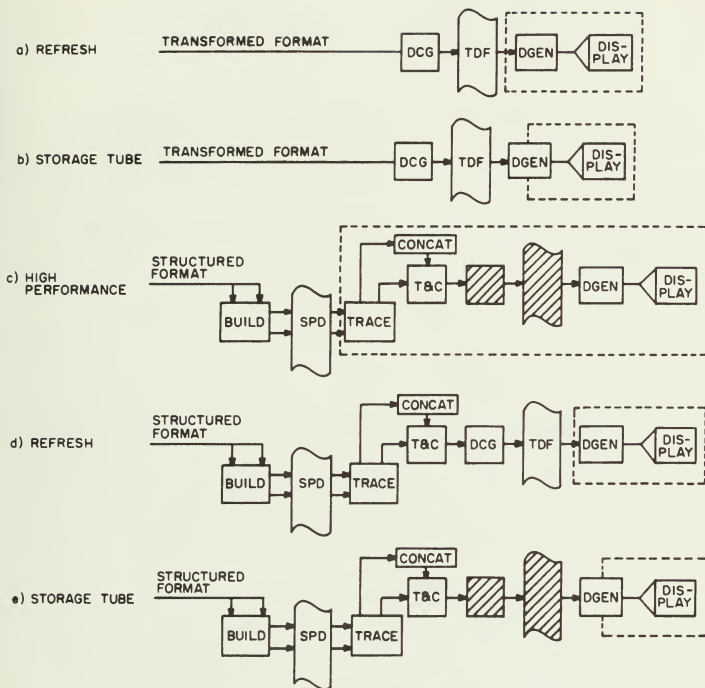 a) REFRESH
TRANSFORMED FORMAT
DCG
TDF
DGEN
DIS-
PLAY
b) STORAGE TUBE
TRANSFORMED FORMAT
DCG
TDF
DGEN
DIS-
PLAY
c) HIGH
PERFORMANCE
STRUCTURED
FORMAT
BUILD
SPD
TRACE
CONCAT
T&C
DGEN
DIS-
PLAY
d) REFRESH
STRUCTURED
FORMAT
BUILD
SPD
TRACE
CONCAT
T&C
DCG
TDF
DGEN
DIS-
PLAY
e) STORAGE TUBE
STRUCTURED
FORMAT
BUILD
SPD
TRACE
CONCAT
T&C
DGEN
DIS-
PLAY